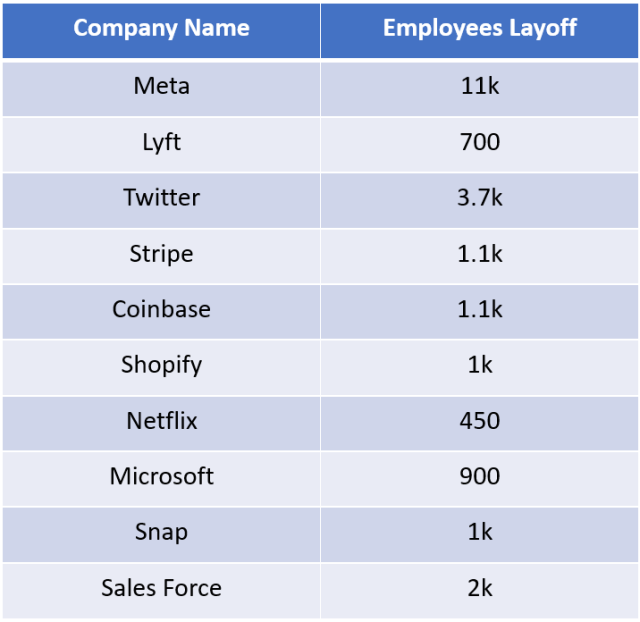 Company Name Employees Layoff
Meta 11k
Lyft 700
Twitter 3.7k
Stripe 1.1k
Coinbase 1.1k
Shopify 1k
Netflix 450
Microsoft 900
Snap 1k
Sales Force 2k